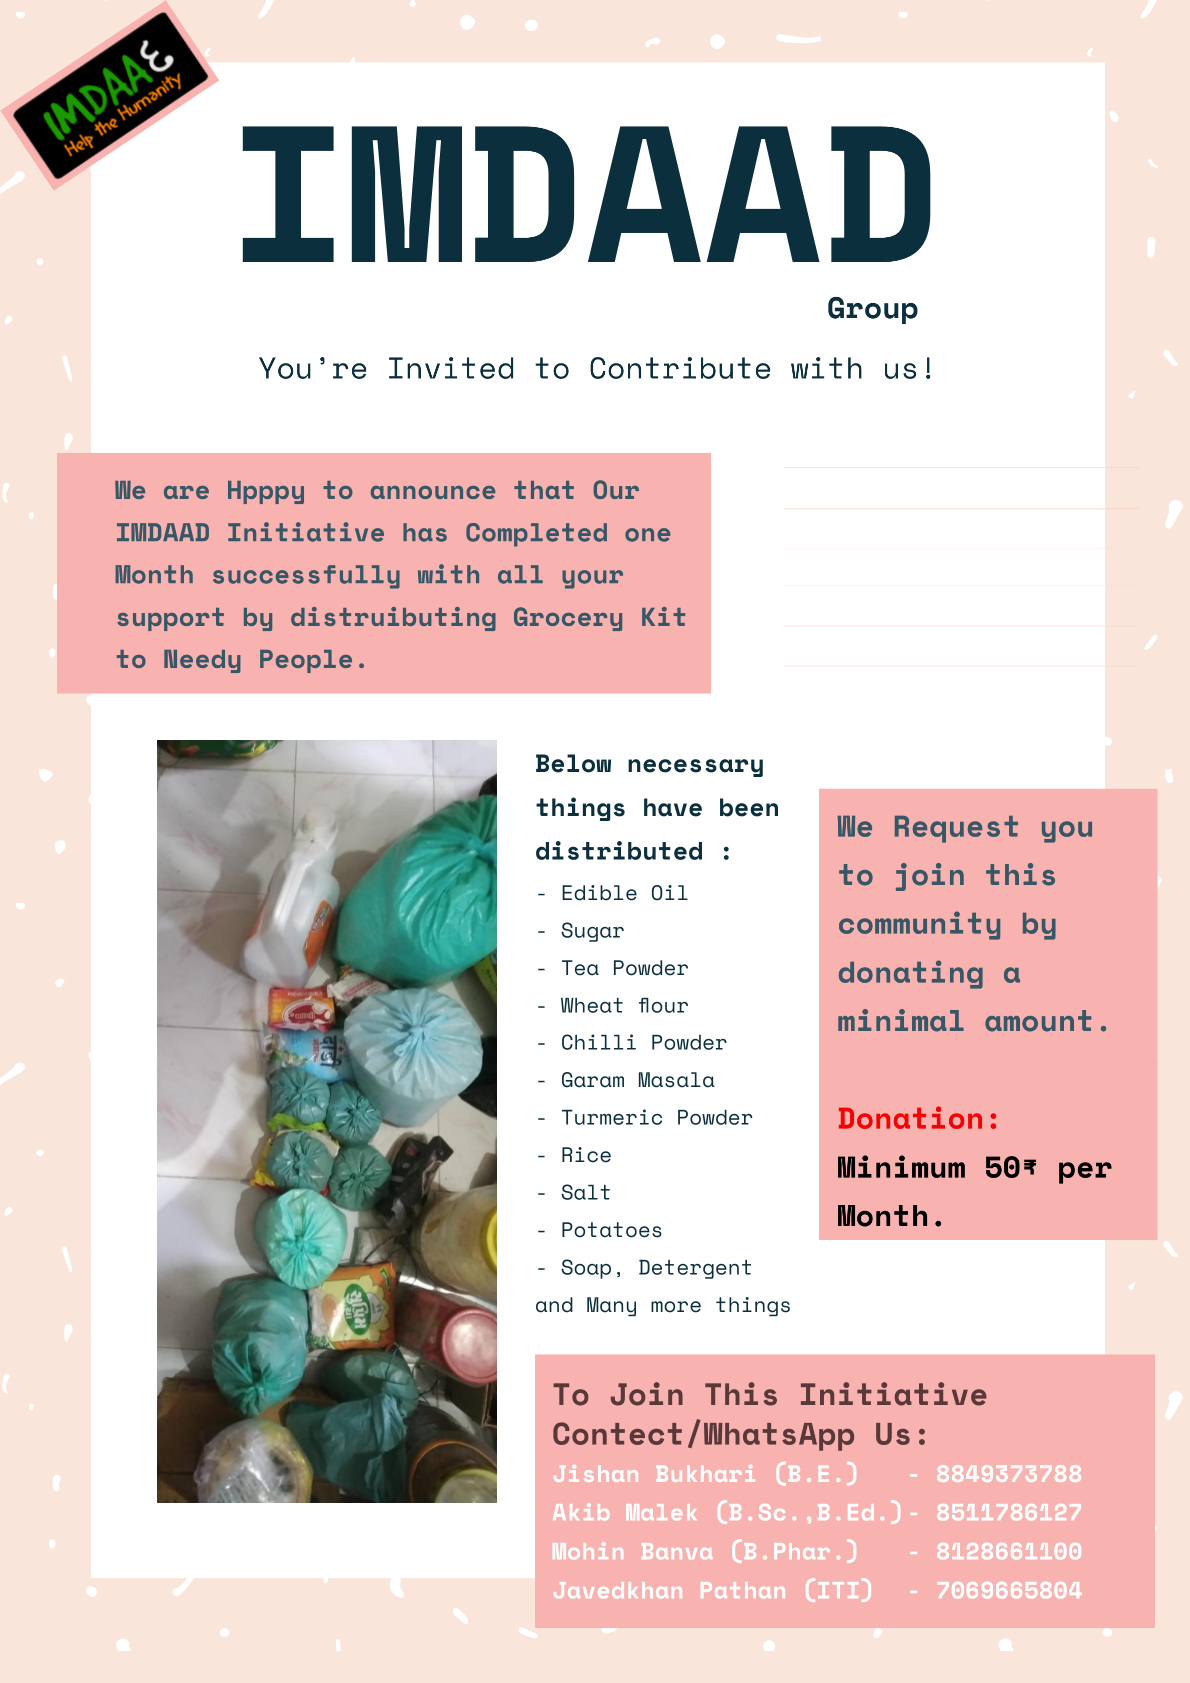 IMDAAદ
Help the Humanity
IMDAAD
Group
You're Invited to Contribute with us!
We are Hpppy to announce that Our
IMDAAD Initiative has Completed one
Month successfully with all your
support by distruibuting Grocery Kit
to Needy People.
Below necessary
things have been
distributed :
- Edible Oil
- Sugar
- Tea Powder
- Wheat flour
- Chilli Powder
- Garam Masala
- Turmeric Powder
- Rice
- Salt
- Potatoes
- Soap, Detergent
and Many more things
We Request you
to join this
community by
donating a
minimal amount.
Donation:
Minimum 50₹ per
Month.
To Join This Initiative
Contect/WhatsApp Us:
Jishan Bukhari (B.E.) - 8849373788
Akib Malek (B.Sc.,B.Ed.) - 8511786127
Mohin Banva (B.Phar.) - 8128661100
Javedkhan Pathan (ITI) - 7069665804